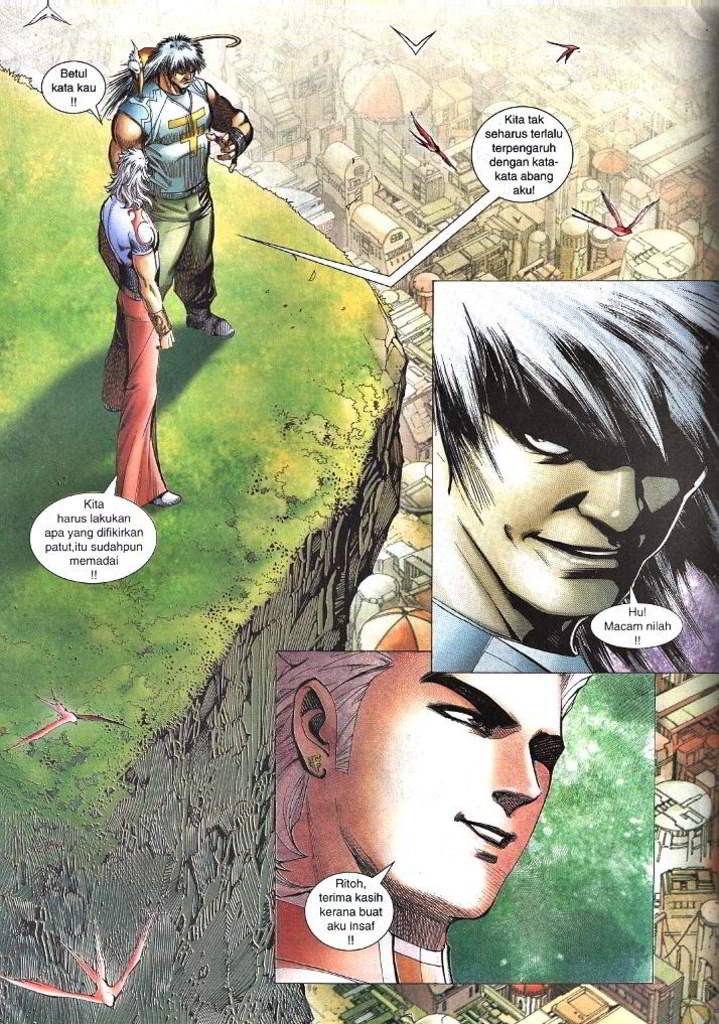 Betul
kata kau
!!
Kita tak
seharus terlalu
terpengaruh
dengan kata-
kata abang
aku!
Kita
harus lakukan
apa yang difikirkan
patut,itu sudahpun
memadai
!!
Hu!
Macam nilah
!!
Ritoh,
terima kasih
kerana buat
aku insaf
!!